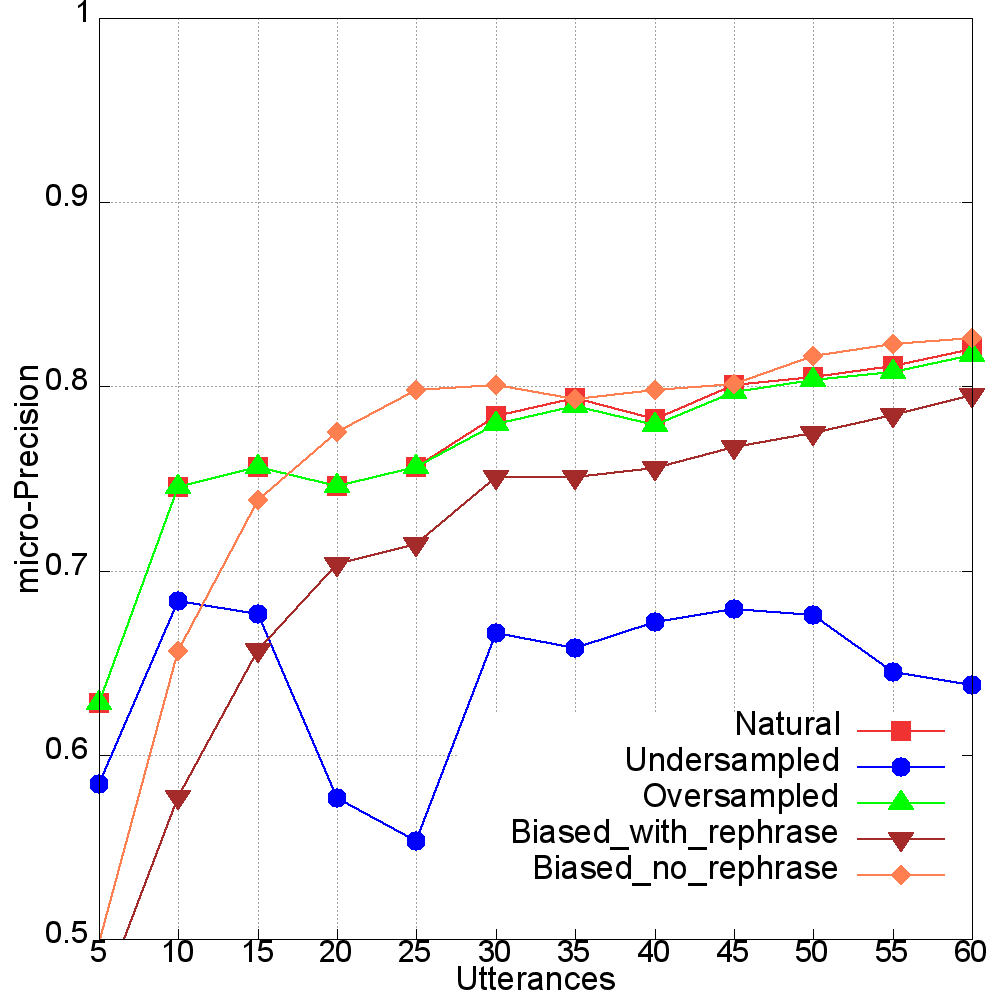 1
0.9
0.8
0.7
0.6
0.5
micro-Precision
5 10 15 20 25 30 35 40 45 50 55 60
Utterances
Natural
Undersampled
Oversampled
Biased_with_rephrase
Biased_no_rephrase